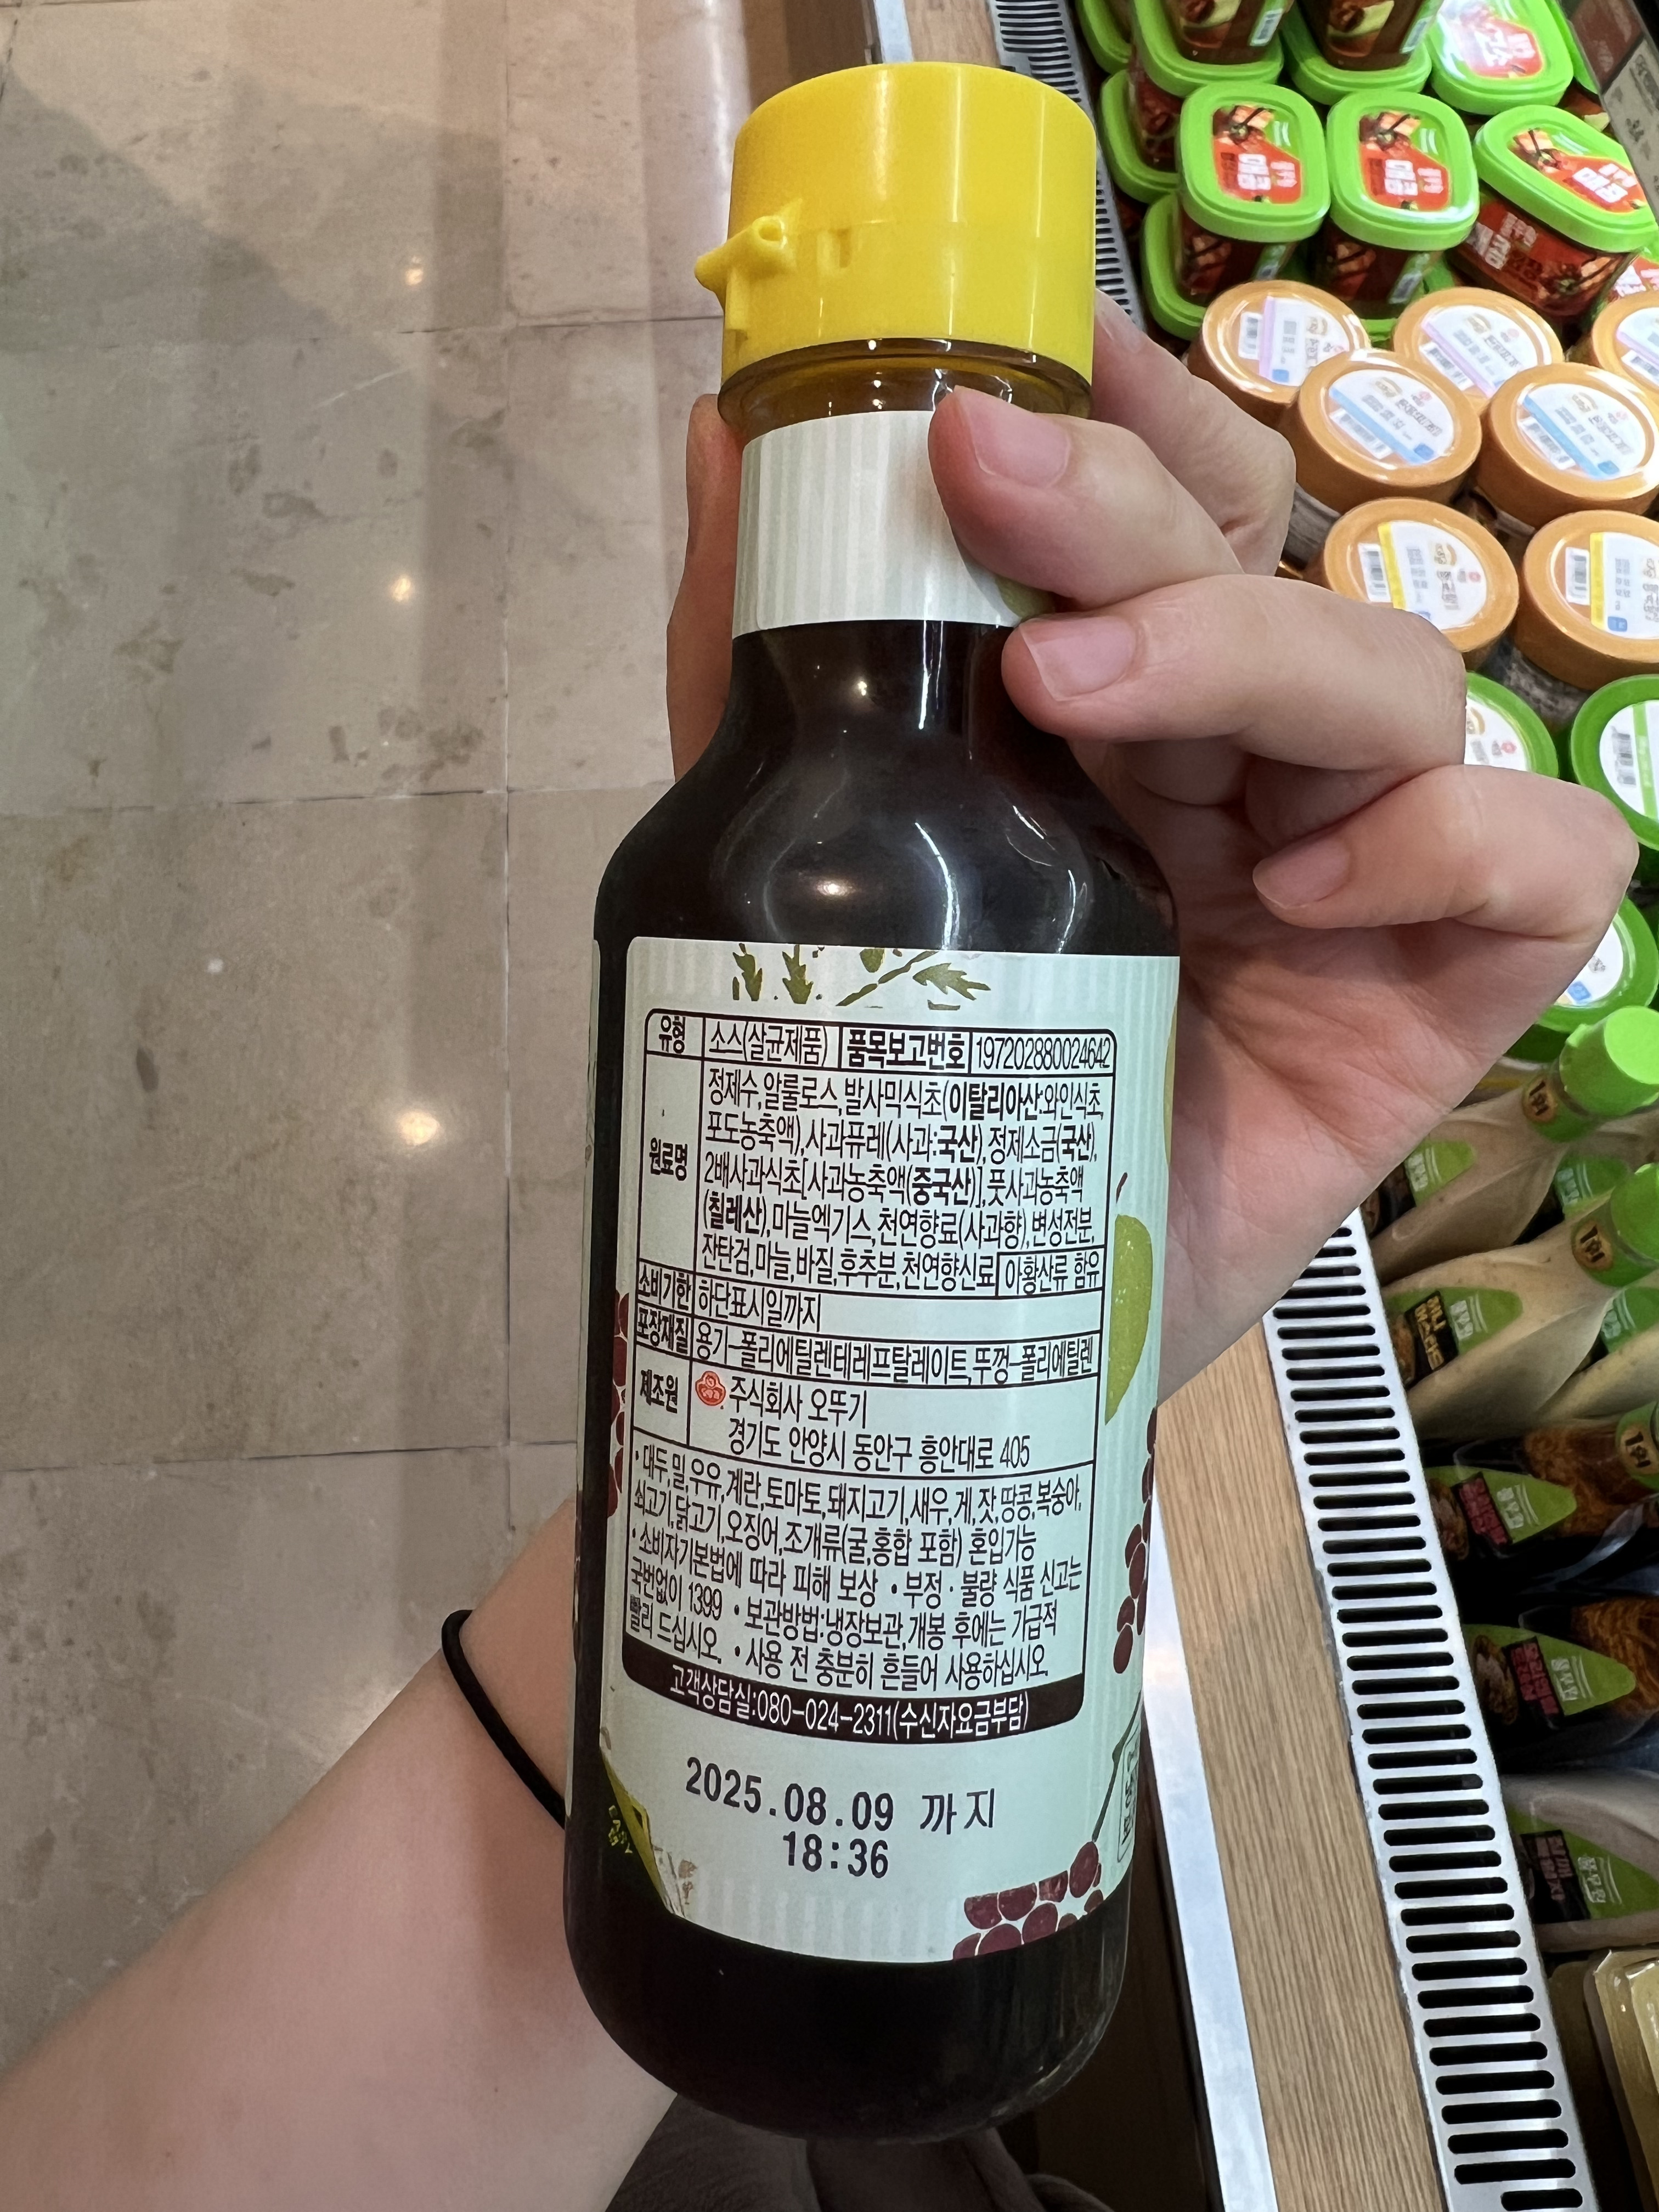 유형 소스(살균제품) 품목보고번호 197202880024642
원료명
정제수,알룰로스,발사믹식초(이탈리아산:와인식초,
포도농축액),사과퓨레(사과:국산),정제소금(국산),
2배사과식초[사과농축액(중국산)],풋사과농축액
(칠레산),마늘엑기스,천연향료(사과향),변성전분,
잔탄검,마늘,바질,후추분,천연향신료 아황산류 함유
소비기한 하단표시일까지
포장재질 용기-폴리에틸렌테레프탈레이트,뚜껑-폴리에틸렌
제조원 주식회사 오뚜기
경기도 안양시 동안구 흥안대로 405
•대두,밀,우유,계란,토마토,돼지고기,새우,게,잣,땅콩,복숭아,
쇠고기,닭고기,오징어,조개류(굴,홍합 포함) 혼입가능
•소비자기본법에 따라 피해 보상 •부정·불량 식품 신고는
국번없이 1399 •보관방법:냉장보관,개봉 후에는 가급적
빨리 드십시오. •사용 전 충분히 흔들어 사용하십시오.
고객상담실:080-024-2311(수신자요금부담)
2025.08.09 까지
18:36